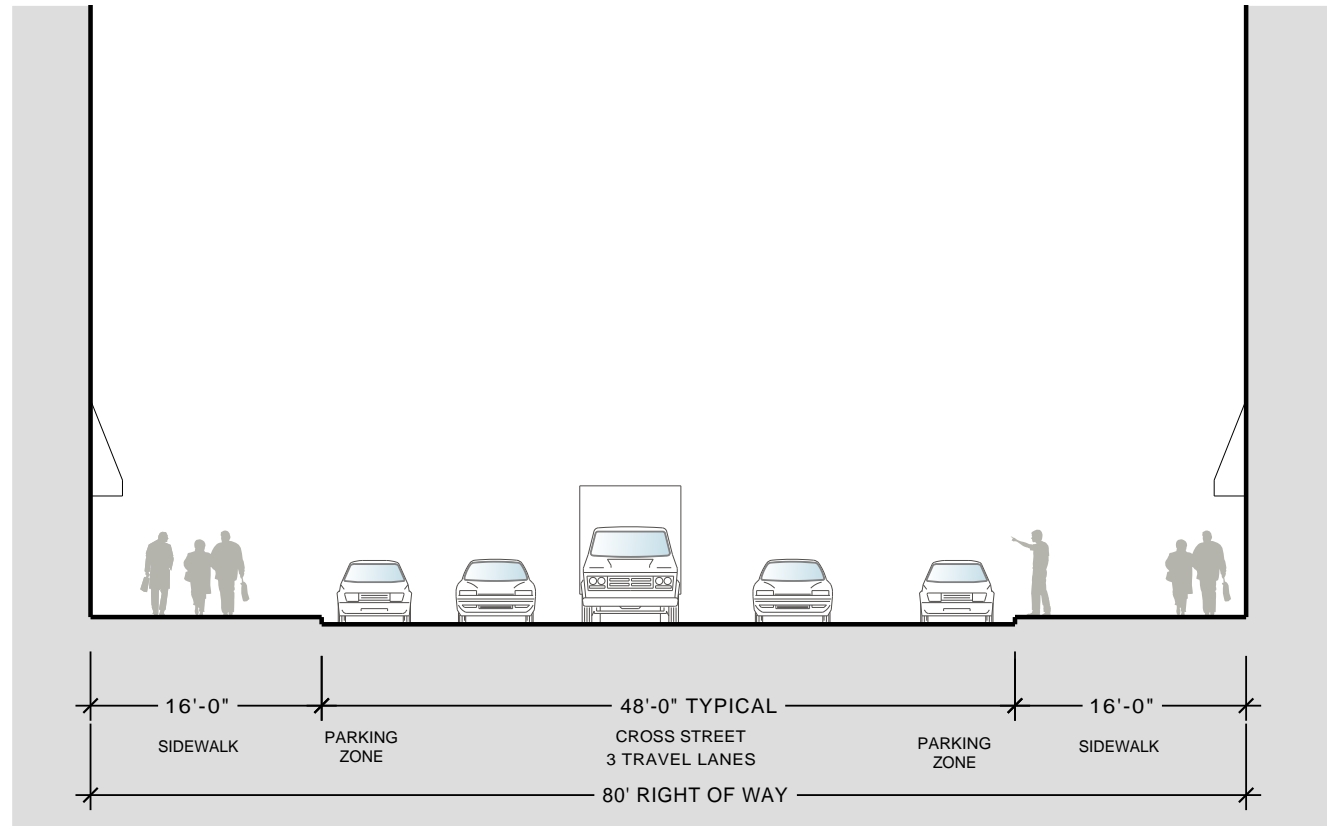 16'-0"
48'-0" TYPICAL
16'-0"
SIDEWALK
PARKING
ZONE
CROSS STREET
3 TRAVEL LANES
PARKING
ZONE
SIDEWALK
80' RIGHT OF WAY